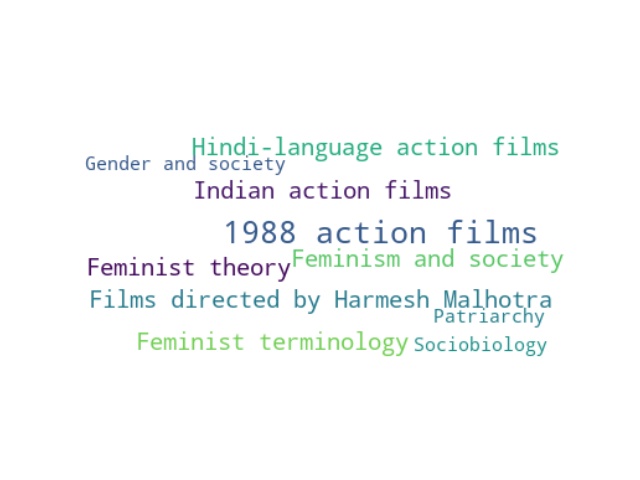 Hindi-language action films
Gender and society
Indian action films
1988 action films
Feminism and society
Feminist theory
Films directed by Harmesh Malhotra
Patriarchy
Feminist terminology
Sociobiology